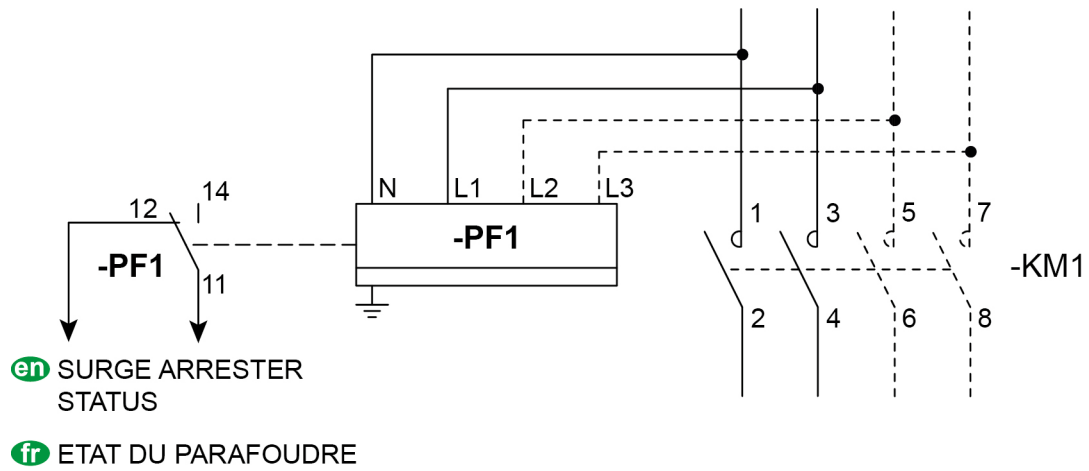 N L1 L2 L3
12 14
-PF1
-PF1
11
1 3 5 7
-KM1
2 4 6 8
en SURGE ARRESTER
STATUS
fr ETAT DU PARAFOUDRE